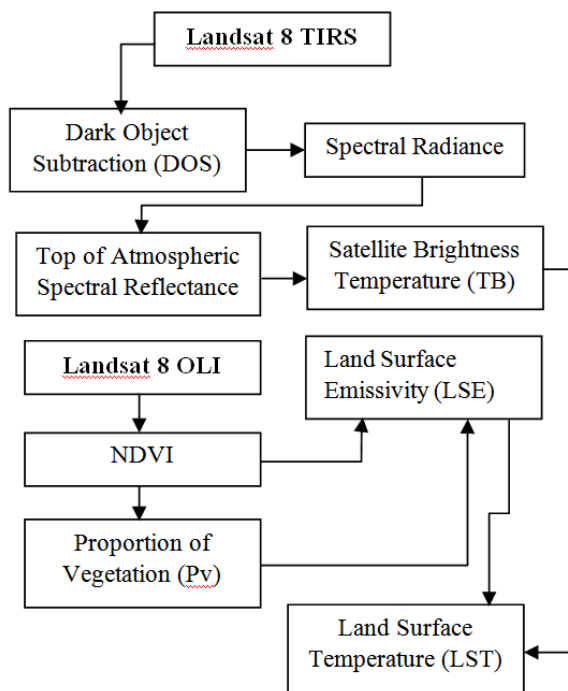 Landsat 8 TIRS
Dark Object
Subtraction (DOS)
Spectral Radiance
Top of Atmospheric
Spectral Reflectance
Satellite Brightness
Temperature (TB)
Landsat 8 OLI
Land Surface
Emissivity (LSE)
NDVI
Proportion of
Vegetation (Pv)
Land Surface
Temperature (LST)